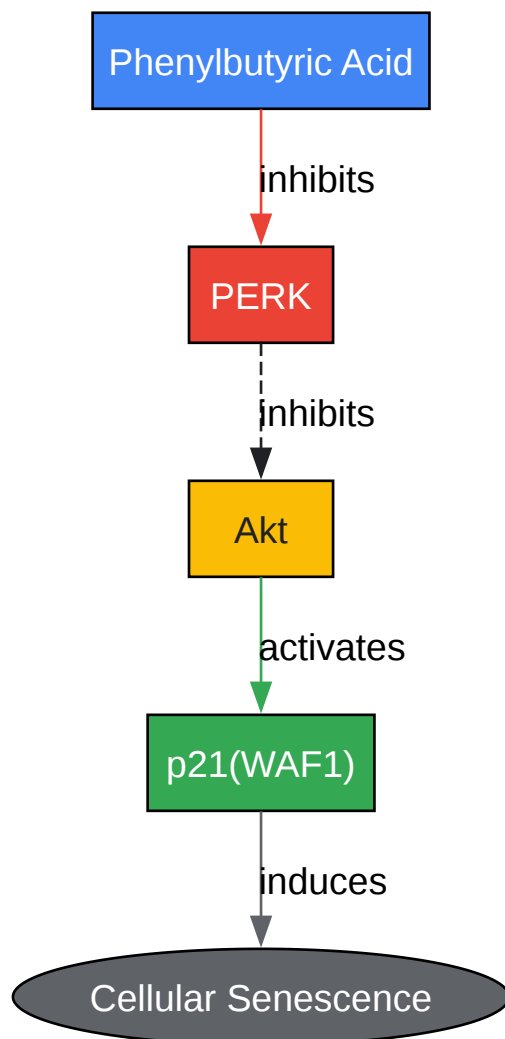 Phenylbutyric Acid
inhibits
PERK
inhibits
Akt
activates
p21(WAF1)
induces
Cellular Senescence